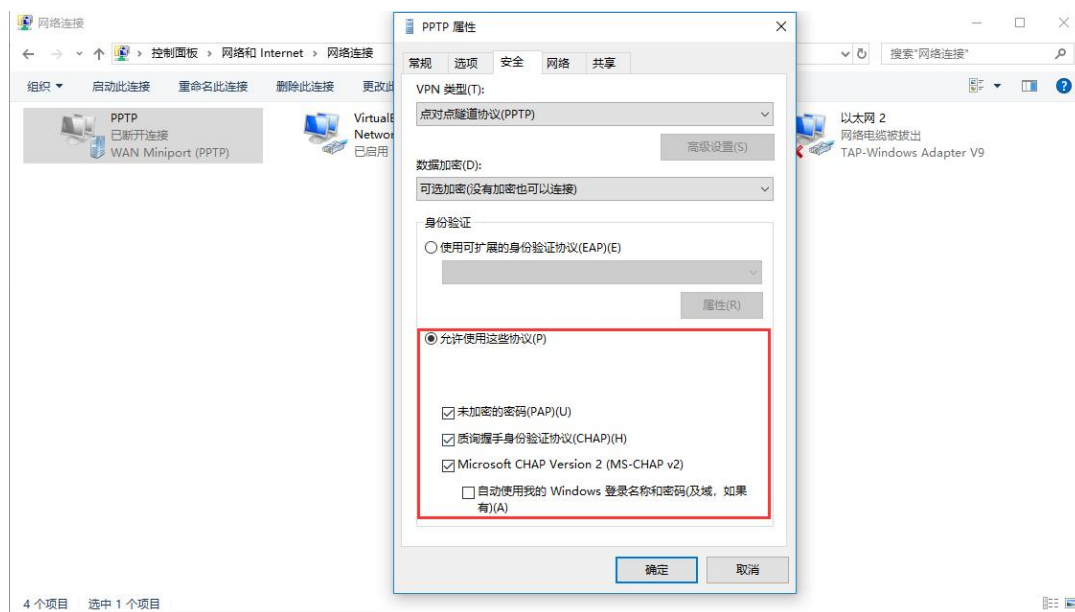 网络连接
控制面板 › 网络和 Internet › 网络连接
搜索"网络连接"
组织 启动此连接 重命名此连接 删除此连接 更改此
PPTP
已断开连接
WAN Miniport (PPTP)
VirtualB
Networ
已启用
以太网 2
网络电缆被拔出
TAP-Windows Adapter V9
PPTP 属性
常规 选项 安全 网络 共享
VPN 类型(T):
点对点隧道协议(PPTP)
高级设置(S)
数据加密(D):
可选加密(没有加密也可以连接)
身份验证
使用可扩展的身份验证协议(EAP)(E)
属性(R)
允许使用这些协议(P)
未加密的密码(PAP)(U)
质询握手身份验证协议(CHAP)(H)
Microsoft CHAP Version 2 (MS-CHAP v2)
自动使用我的 Windows 登录名称和密码(及域，如果
有)(A)
确定 取消
4 个项目 选中 1 个项目